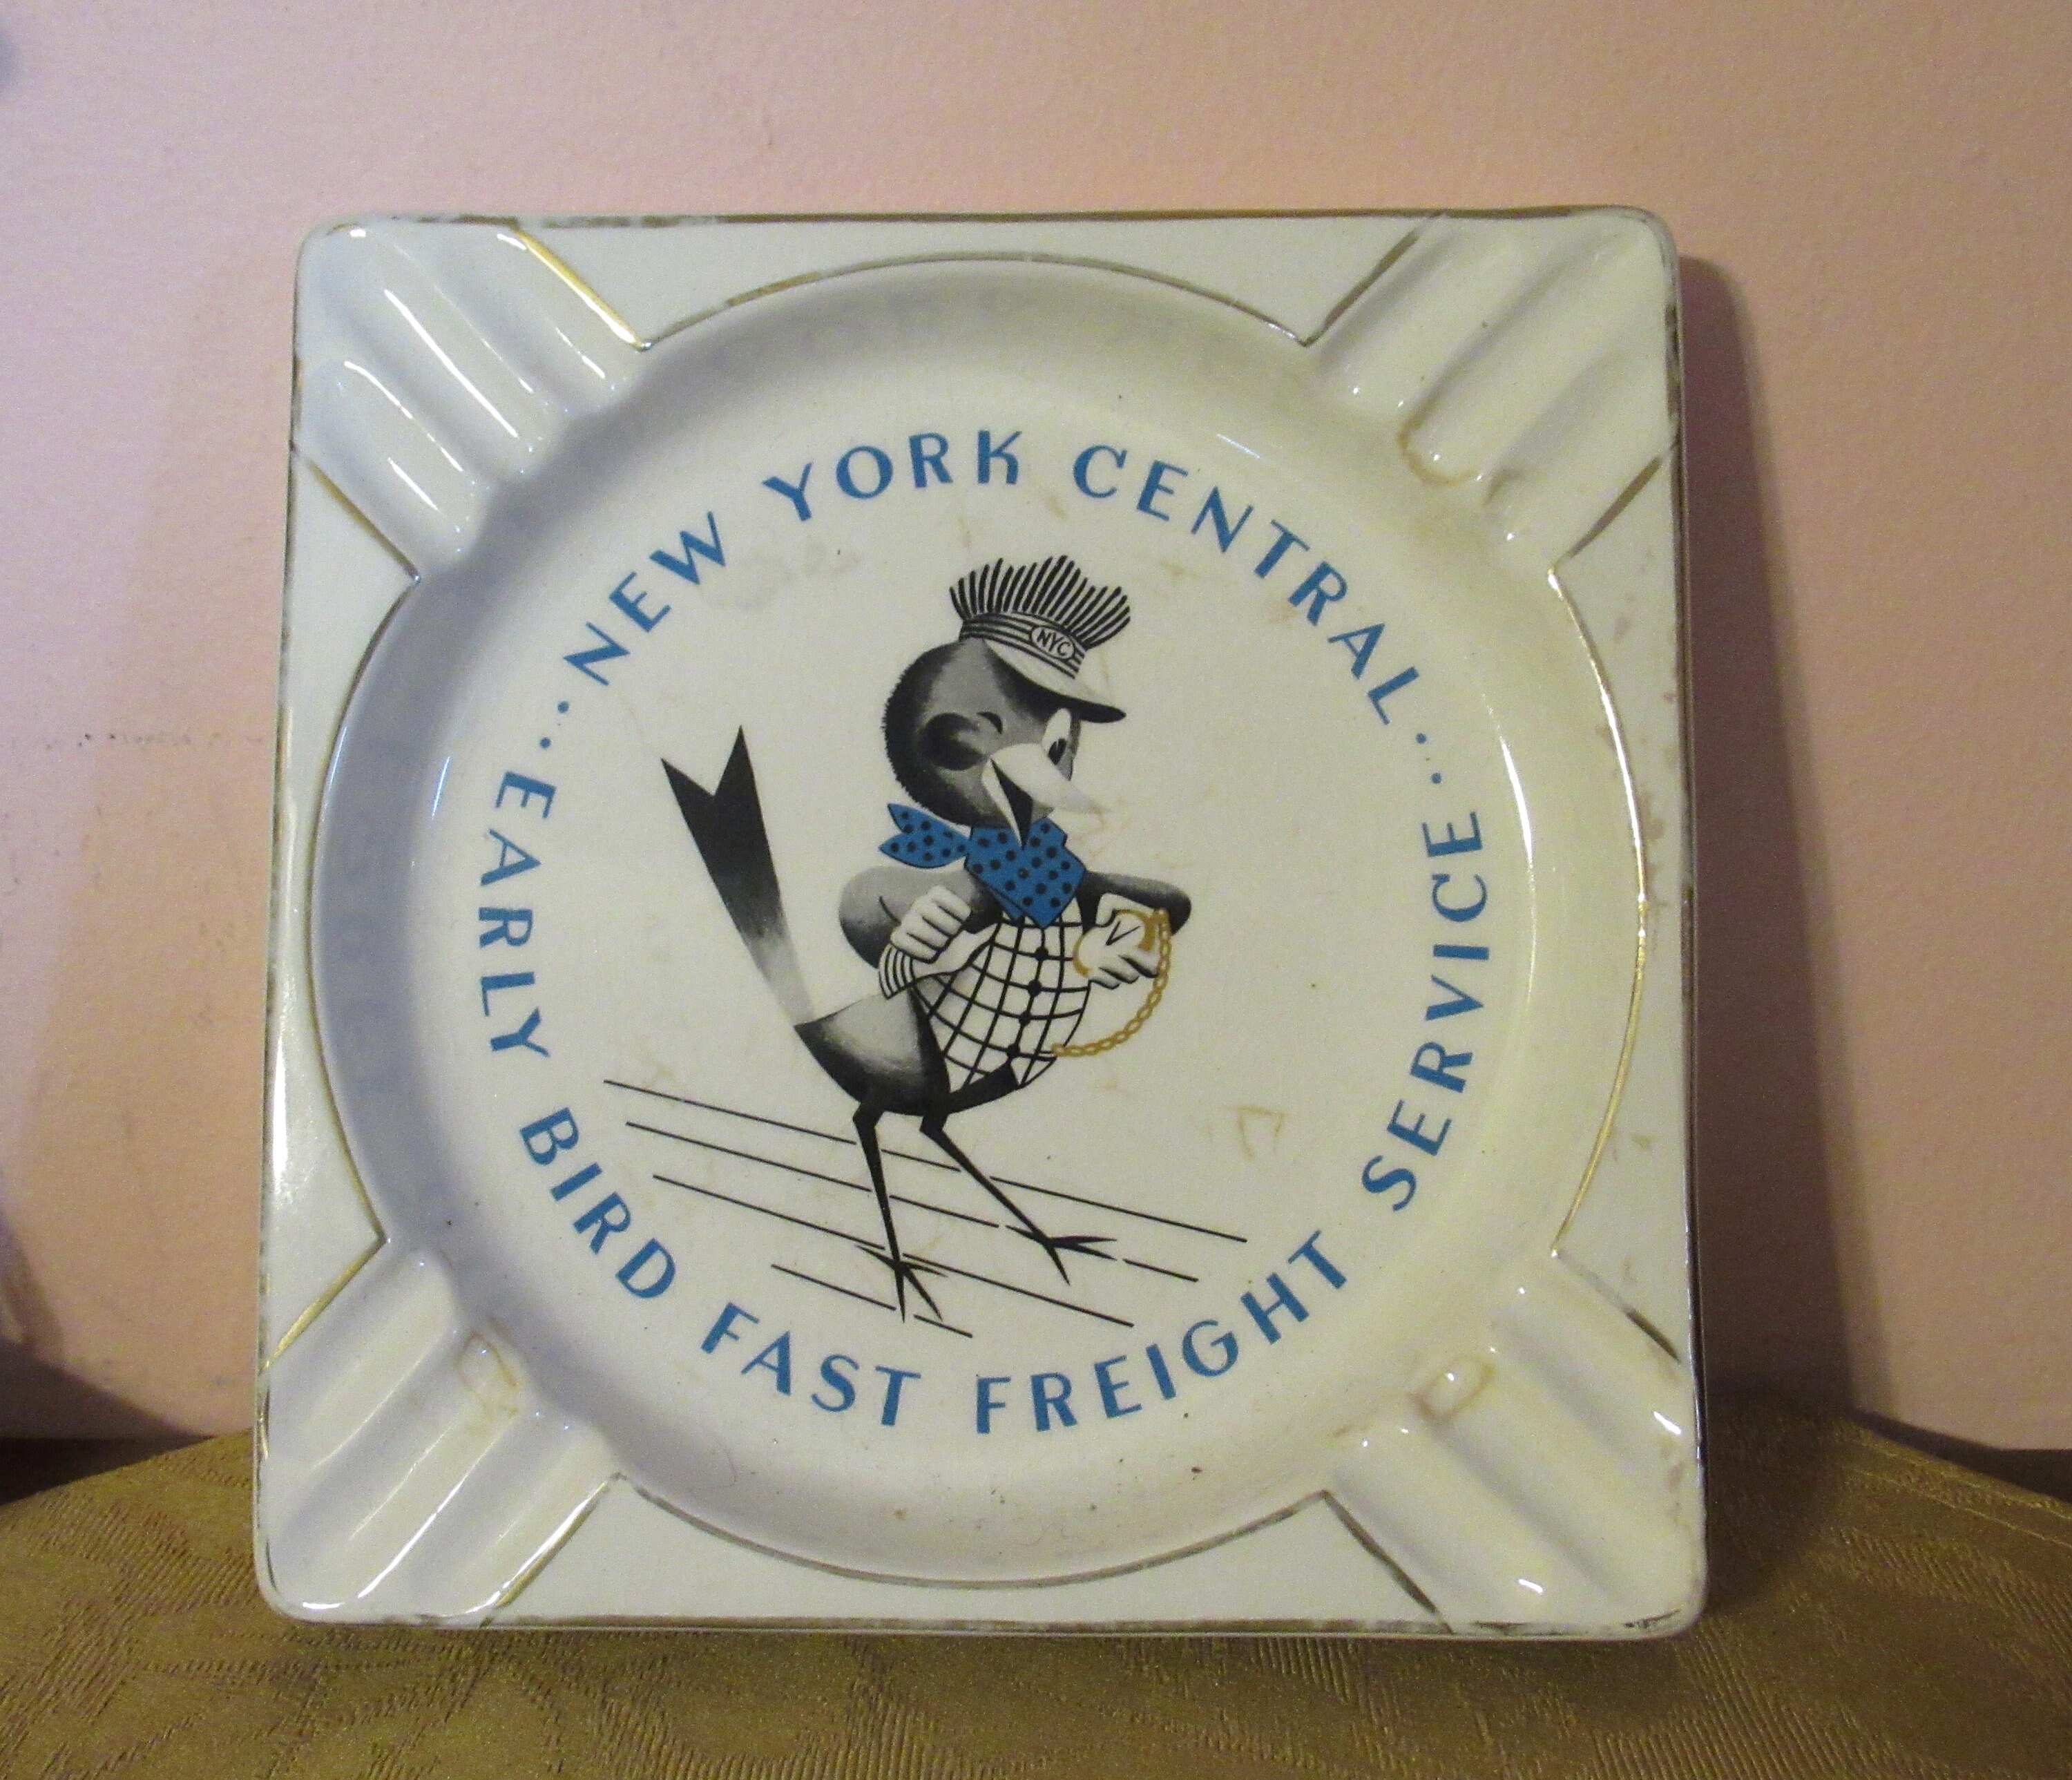 ··NEW YORK CENTRAL··
EARLY BIRD FAST FREIGHT SERVICE
NYC